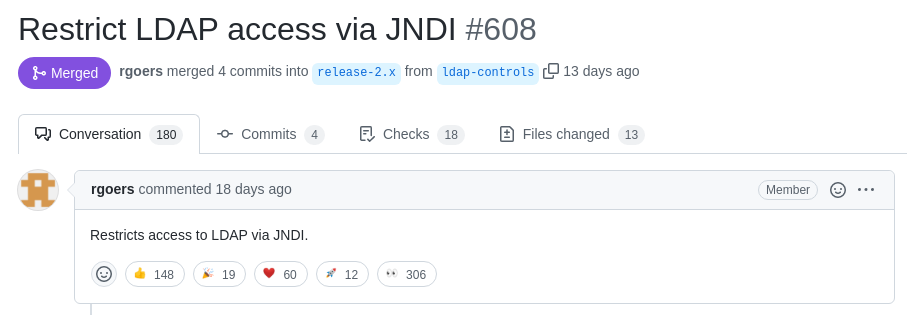 Restrict LDAP access via JNDI #608
Merged rgoers merged 4 commits into release-2.x from ldap-controls 13 days ago
Conversation 180 Commits 4 Checks 18 Files changed 13
rgoers commented 18 days ago Member
Restricts access to LDAP via JNDI.
148 19 60 12 306